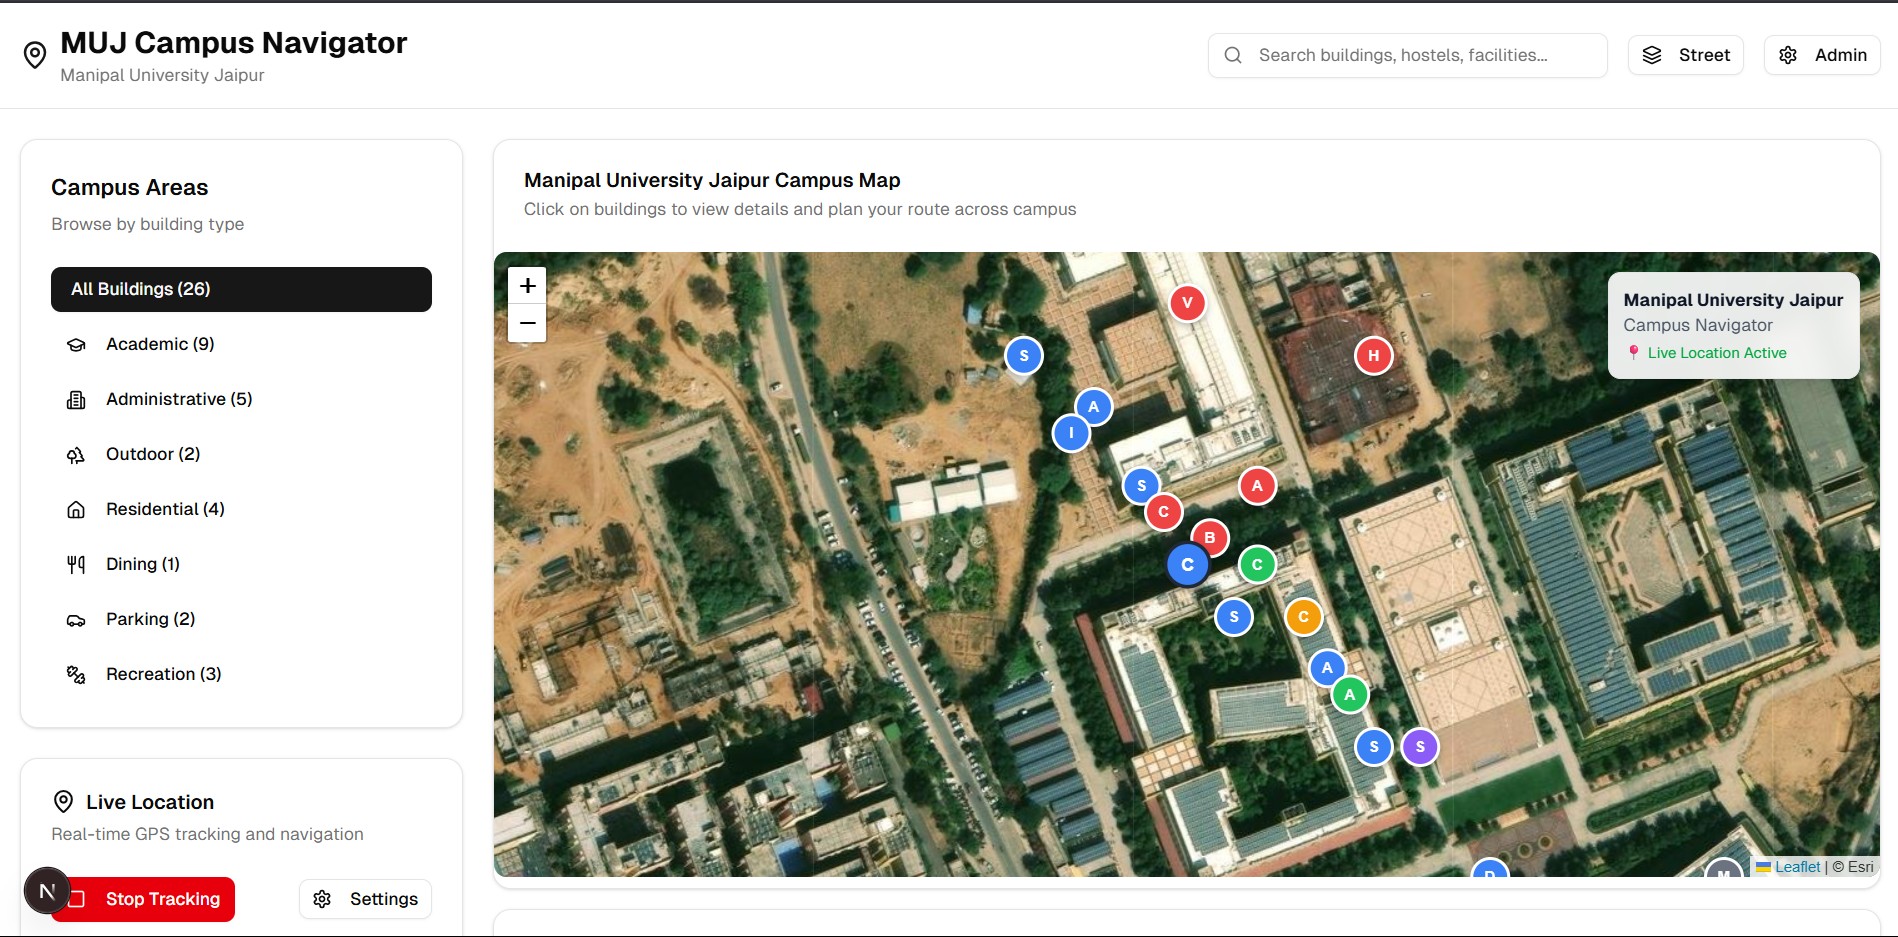 MUJ Campus Navigator
Manipal University Jaipur
Search buildings, hostels, facilities...
Street
Admin
Campus Areas
Browse by building type
All Buildings (26)
Academic (9)
Administrative (5)
Outdoor (2)
Residential (4)
Dining (1)
Parking (2)
Recreation (3)
Live Location
Real-time GPS tracking and navigation
N
Stop Tracking
Settings
Manipal University Jaipur Campus Map
Click on buildings to view details and plan your route across campus
+
−
Manipal University Jaipur
Campus Navigator
Live Location Active
V
S
H
A
I
S
A
C
B
C
C
S
C
A
A
S
S
D
M
Leaflet | © Esri